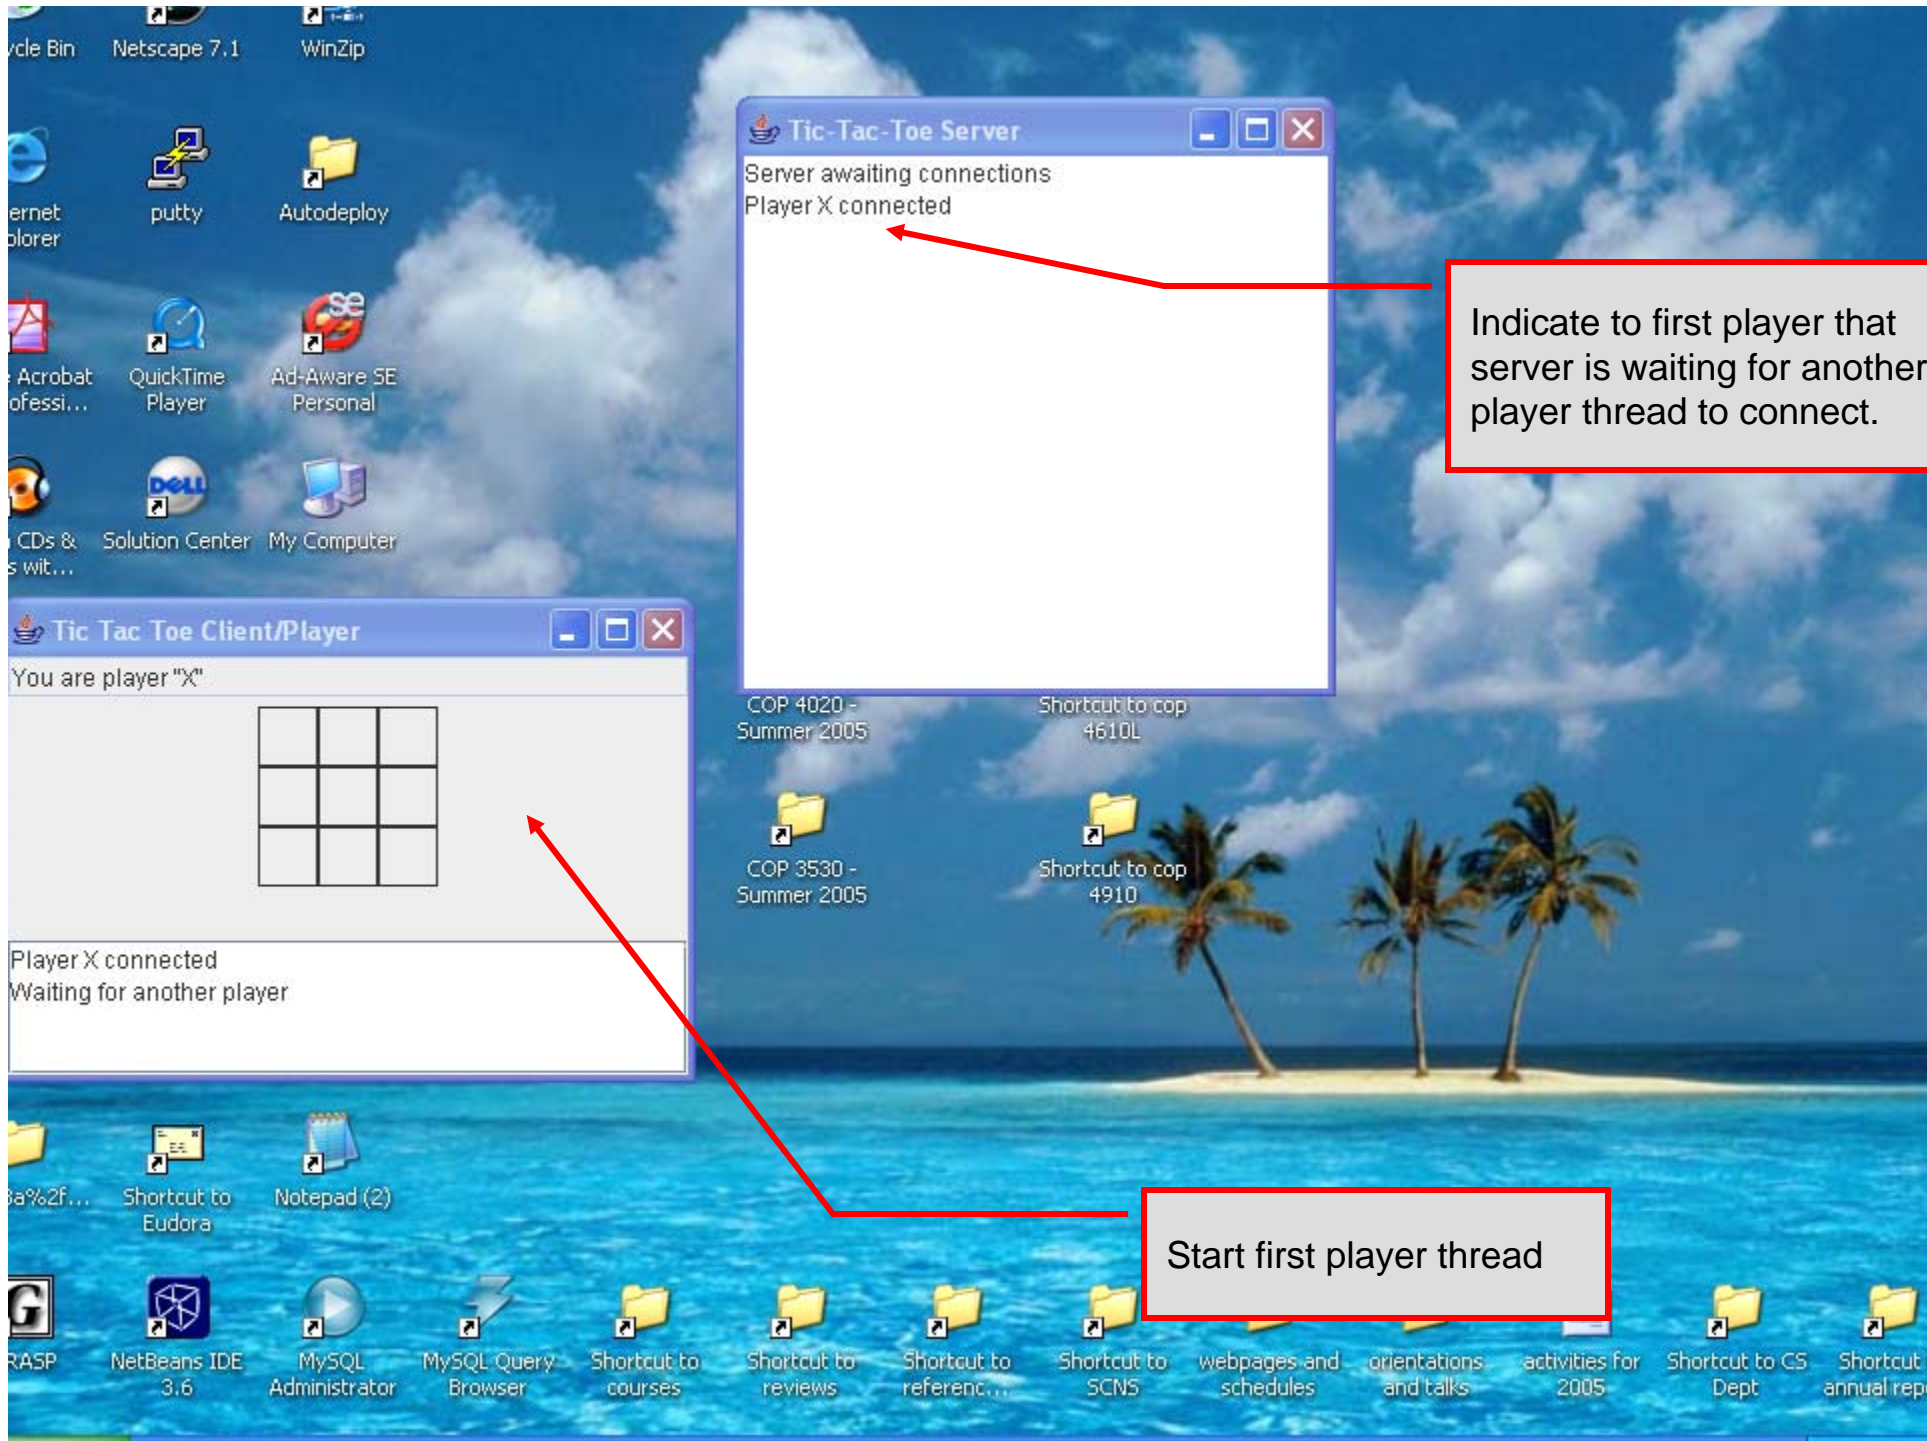 Netscape 7.1
WinZip
cle Bin
putty
Autodeploy
ernet
plorer
Acrobat
ofessi...
QuickTime
Player
Ad-Aware SE
Personal
SE
CDs &
s wit...
DELL
Solution Center
My Computer
Tic-Tac-Toe Server
Server awaiting connections
Player X connected
Indicate to first player that
server is waiting for another
player thread to connect.
Tic Tac Toe Client/Player
You are player "X"
Player X connected
Waiting for another player
COP 4020 -
Summer 2005
Shortcut to cop
4610L
COP 3530 -
Summer 2005
Shortcut to cop
4910
3a%2f...
Shortcut to
Eudora
Notepad (2)
Start first player thread
G
RASP
NetBeans IDE
3.6
MySQL
Administrator
MySQL Query
Browser
Shortcut to
courses
Shortcut to
reviews
Shortcut to
referenc...
Shortcut to
SCNS
webpages and
schedules
orientations
and talks
activities for
2005
Shortcut to CS
Dept
Shortcut
annual rep